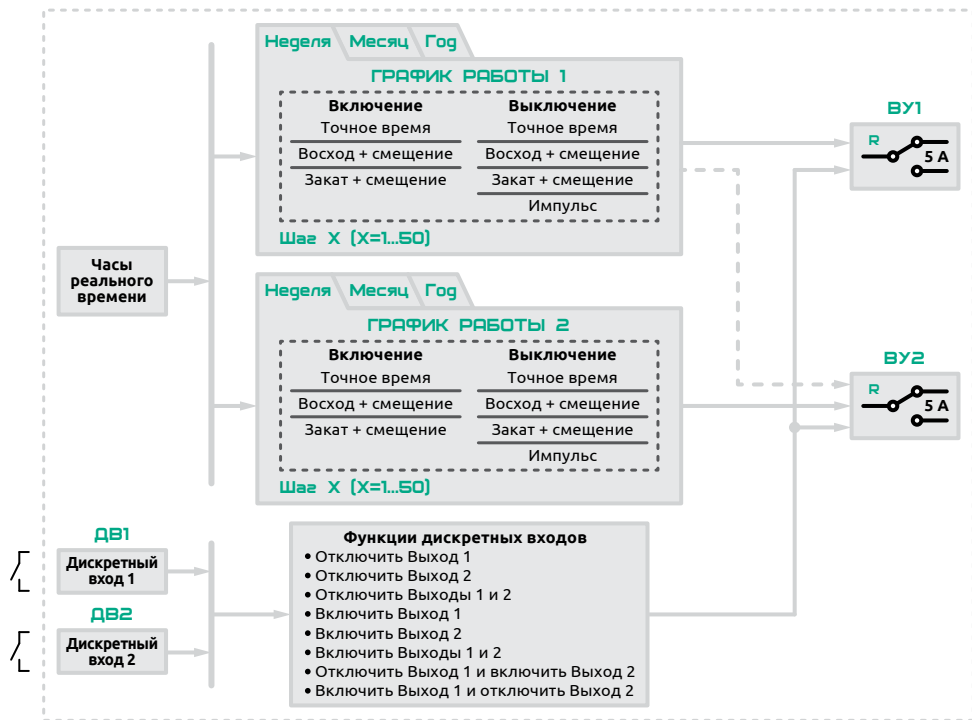 Неделя Месяц Год
ГРАФИК РАБОТЫ 1
Включение Выключение
Точное время Точное время
Восход + смещение Восход + смещение
Закат + смещение Закат + смещение
Импульс
Шаг X (X=1...50)
ВУ1
R
5 А
Часы
реального
времени
Неделя Месяц Год
ГРАФИК РАБОТЫ 2
Включение Выключение
Точное время Точное время
Восход + смещение Восход + смещение
Закат + смещение Закат + смещение
Импульс
Шаг X (X=1...50)
ВУ2
R
5 А
ДВ1
Дискретный
вход 1
ДВ2
Дискретный
вход 2
Функции дискретных входов
• Отключить Выход 1
• Отключить Выход 2
• Отключить Выходы 1 и 2
• Включить Выход 1
• Включить Выход 2
• Включить Выходы 1 и 2
• Отключить Выход 1 и включить Выход 2
• Включить Выход 1 и отключить Выход 2